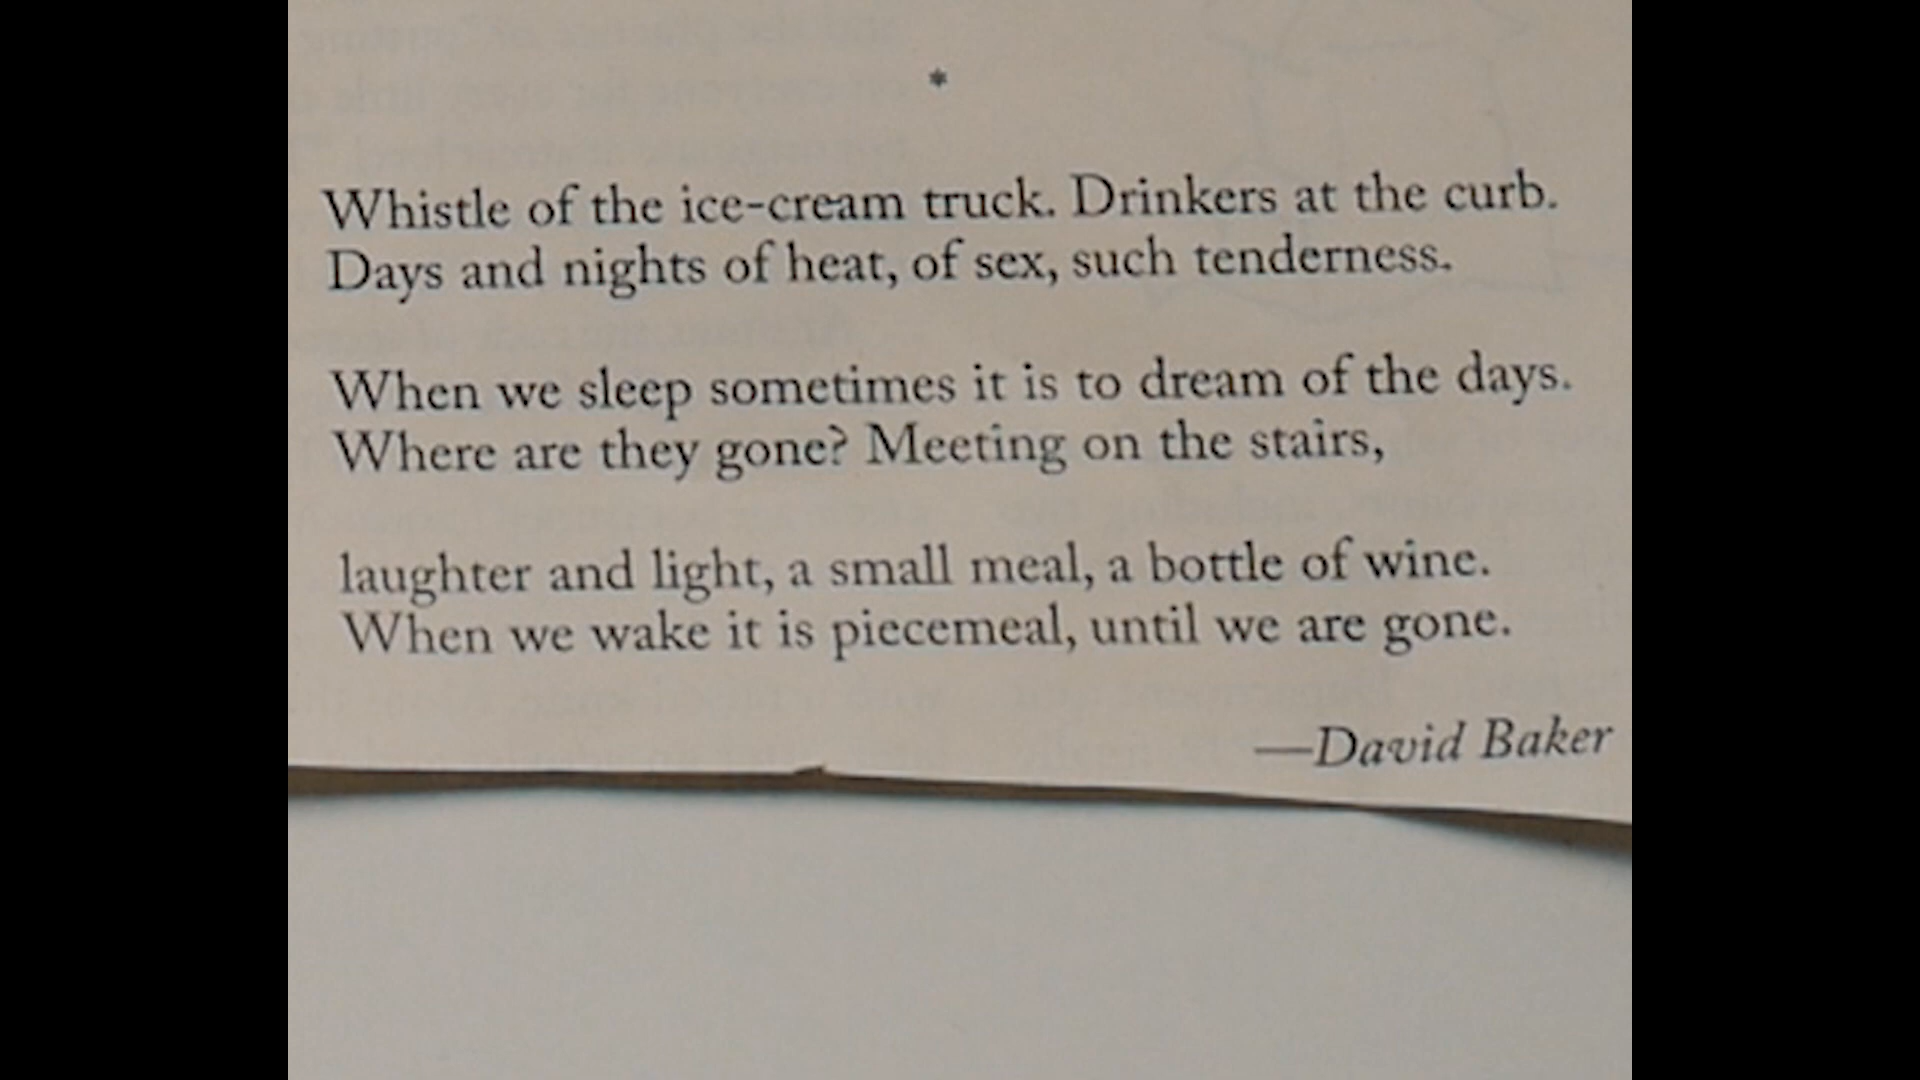 *
Whistle of the ice-cream truck. Drinkers at the curb.
Days and nights of heat, of sex, such tenderness.
When we sleep sometimes it is to dream of the days.
Where are they gone? Meeting on the stairs,
laughter and light, a small meal, a bottle of wine.
When we wake it is piecemeal, until we are gone.
—David Baker